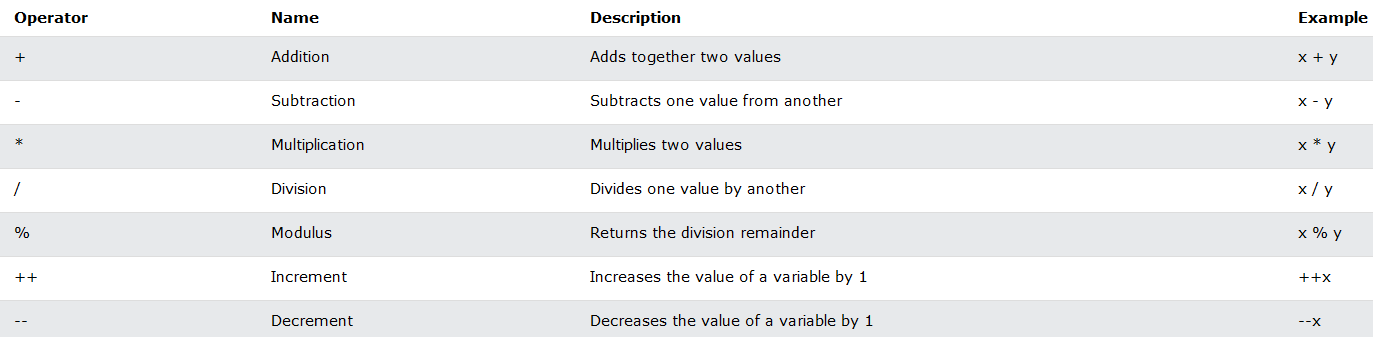 Operator Name Description Example
+ Addition Adds together two values x + y
- Subtraction Subtracts one value from another x - y
* Multiplication Multiplies two values x * y
/ Division Divides one value by another x / y
% Modulus Returns the division remainder x % y
++ Increment Increases the value of a variable by 1 ++x
-- Decrement Decreases the value of a variable by 1 --x